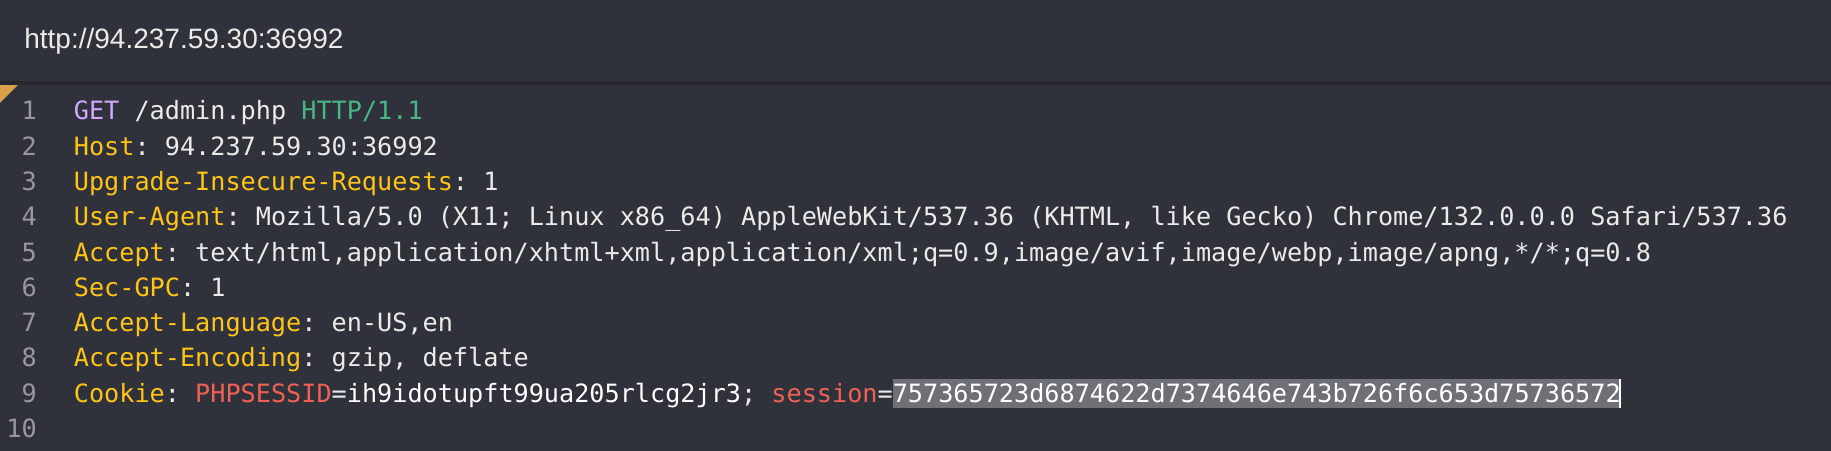 http://94.237.59.30:36992
1 GET /admin.php HTTP/1.1
2 Host: 94.237.59.30:36992
3 Upgrade-Insecure-Requests: 1
4 User-Agent: Mozilla/5.0 (X11; Linux x86_64) AppleWebKit/537.36 (KHTML, like Gecko) Chrome/132.0.0.0 Safari/537.36
5 Accept: text/html,application/xhtml+xml,application/xml;q=0.9,image/avif,image/webp,image/apng,*/*;q=0.8
6 Sec-GPC: 1
7 Accept-Language: en-US,en
8 Accept-Encoding: gzip, deflate
9 Cookie: PHPSESSID=ih9idotupft99ua205rlcg2jr3; session=757365723d6874622d7374646e743b726f6c653d75736572
10